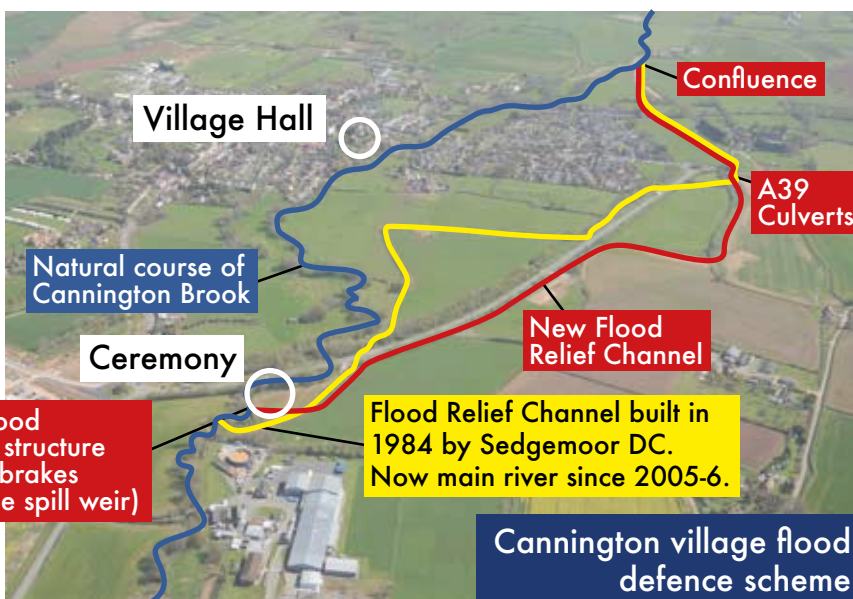 Confluence
Village Hall
A39
Culverts
Natural course of
Cannington Brook
New Flood
Relief Channel
Ceremony
structure
brakes
spill weir)
Flood Relief Channel built in
1984 by Sedgemoor DC.
Now main river since 2005-6.
Cannington village flood
defence scheme